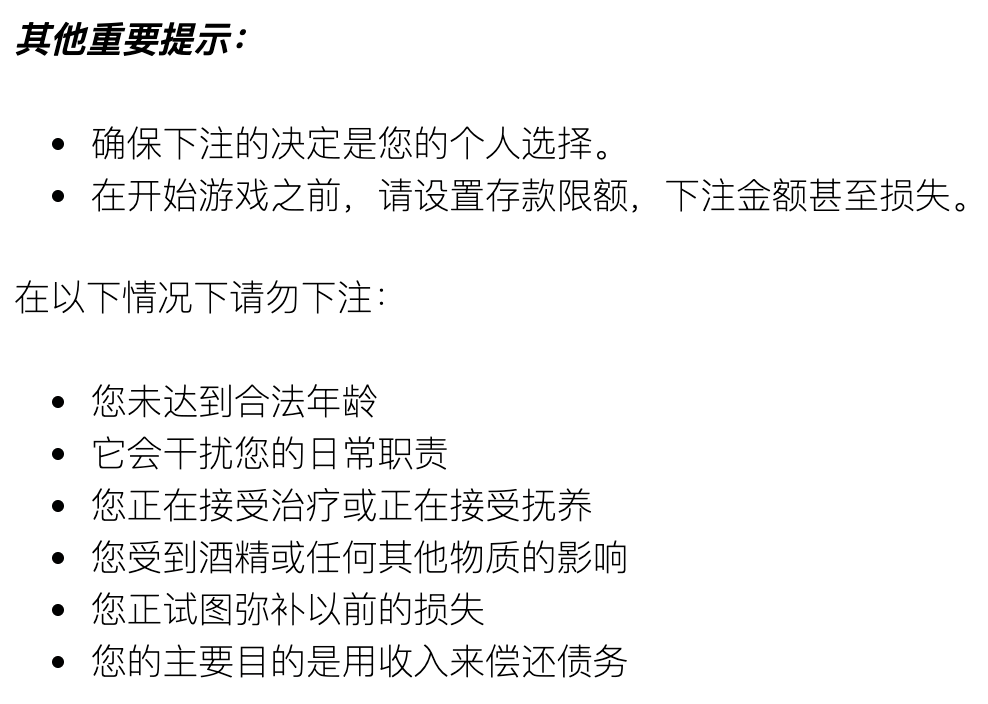 其他重要提示：
• 确保下注的决定是您的个人选择。
• 在开始游戏之前，请设置存款限额，下注金额甚至损失。
在以下情况下请勿下注：
• 您未达到合法年龄
• 它会干扰您的日常职责
• 您正在接受治疗或正在接受抚养
• 您受到酒精或任何其他物质的影响
• 您正试图弥补以前的损失
• 您的主要目的是用收入来偿还债务